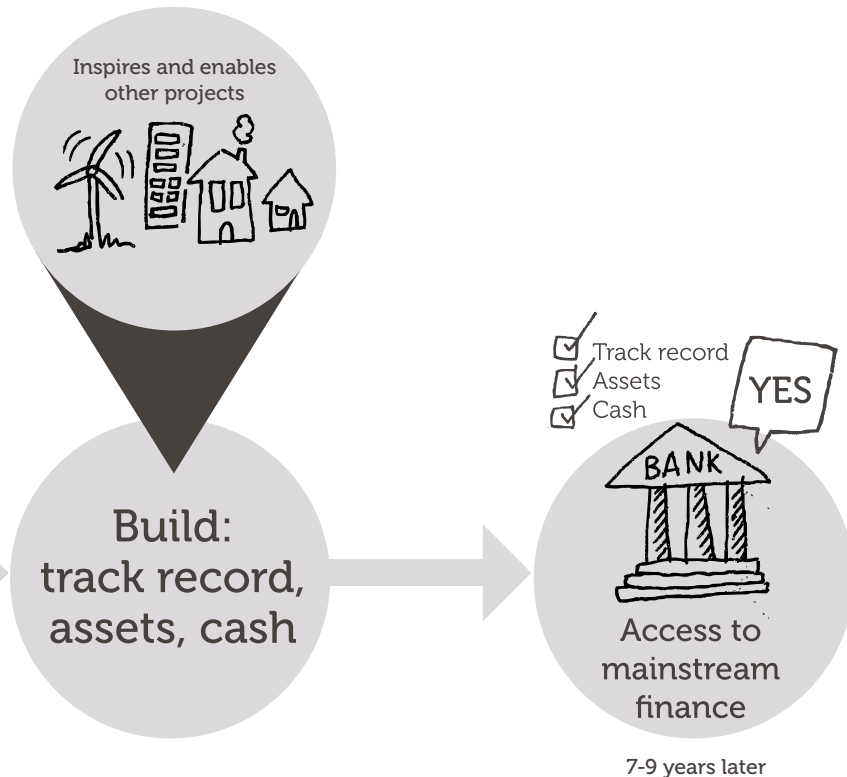 Inspires and enables
other projects
Track record
Assets
Cash
YES
BANK
Build:
track record,
assets, cash
Access to
mainstream
finance
7-9 years later